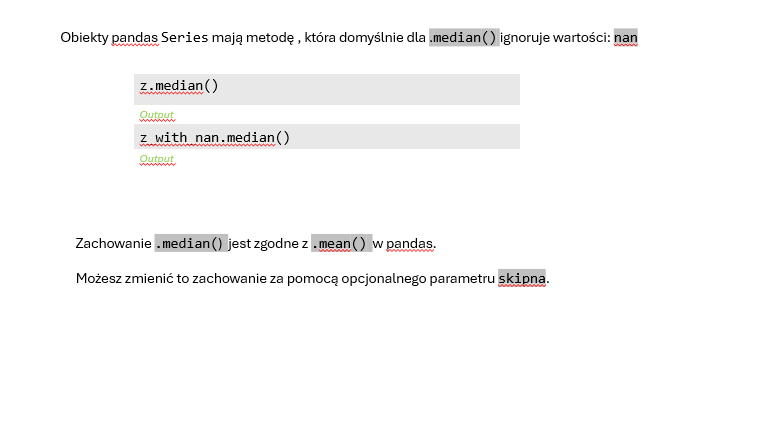 Obiekty pandas Series mają metodę , która domyślnie dla .median() ignoruje wartości: nan
z.median()
Output
z_with_nan.median()
Output
Zachowanie .median() jest zgodne z .mean() w pandas.
Możesz zmienić to zachowanie za pomocą opcjonalnego parametru skipna.